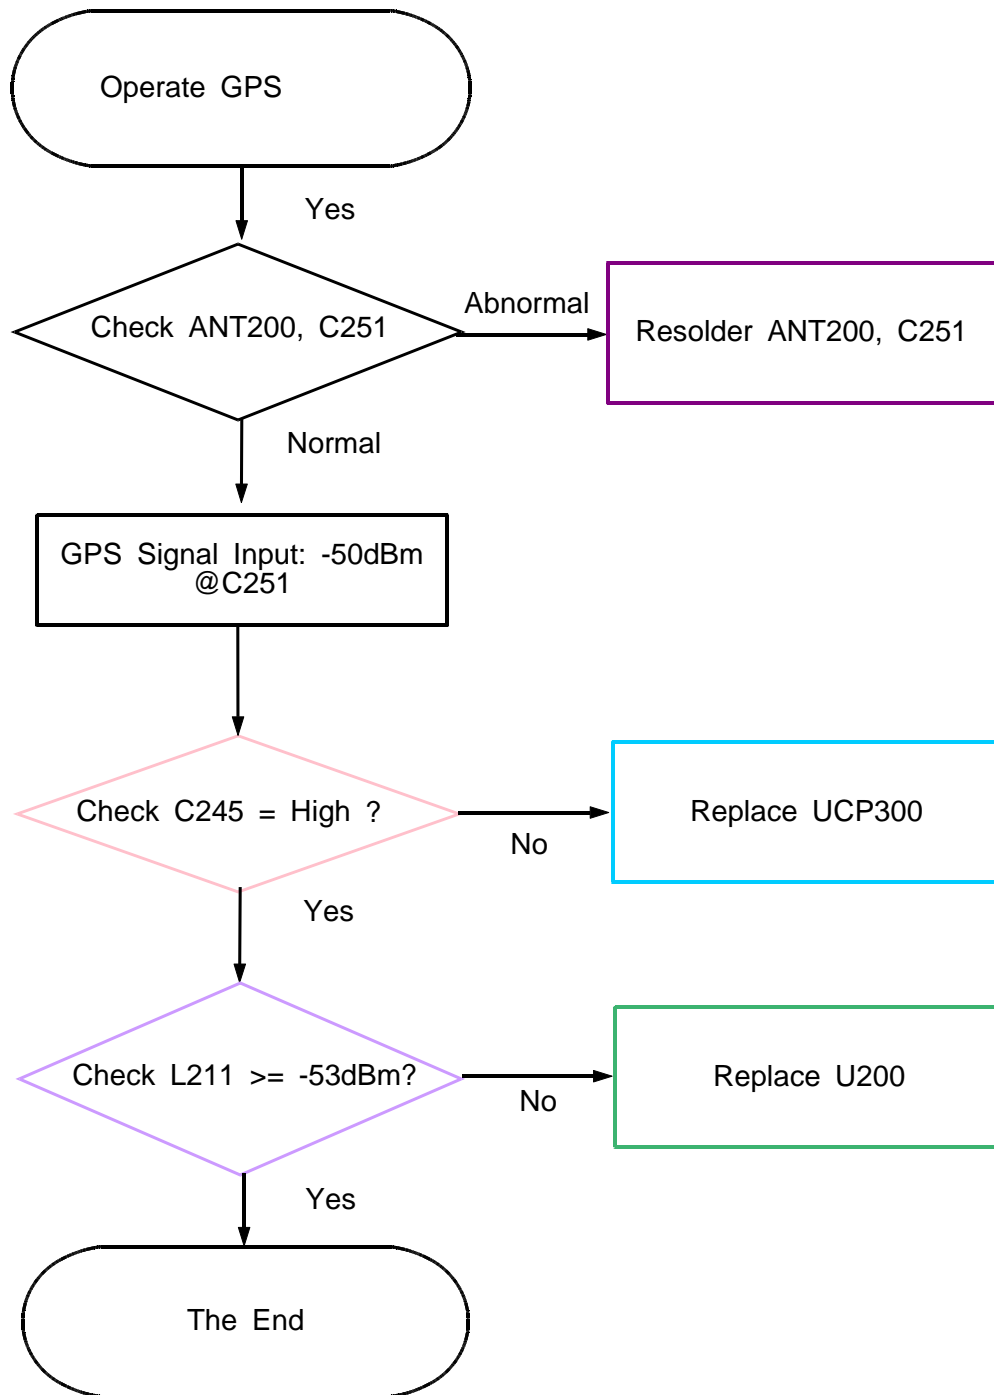 Operate GPS
Yes
Check ANT200, C251
Abnormal
Resolder ANT200, C251
Normal
GPS Signal Input: -50dBm
@C251
Check C245 = High ?
No
Replace UCP300
Yes
Check L211 >= -53dBm?
No
Replace U200
Yes
The End